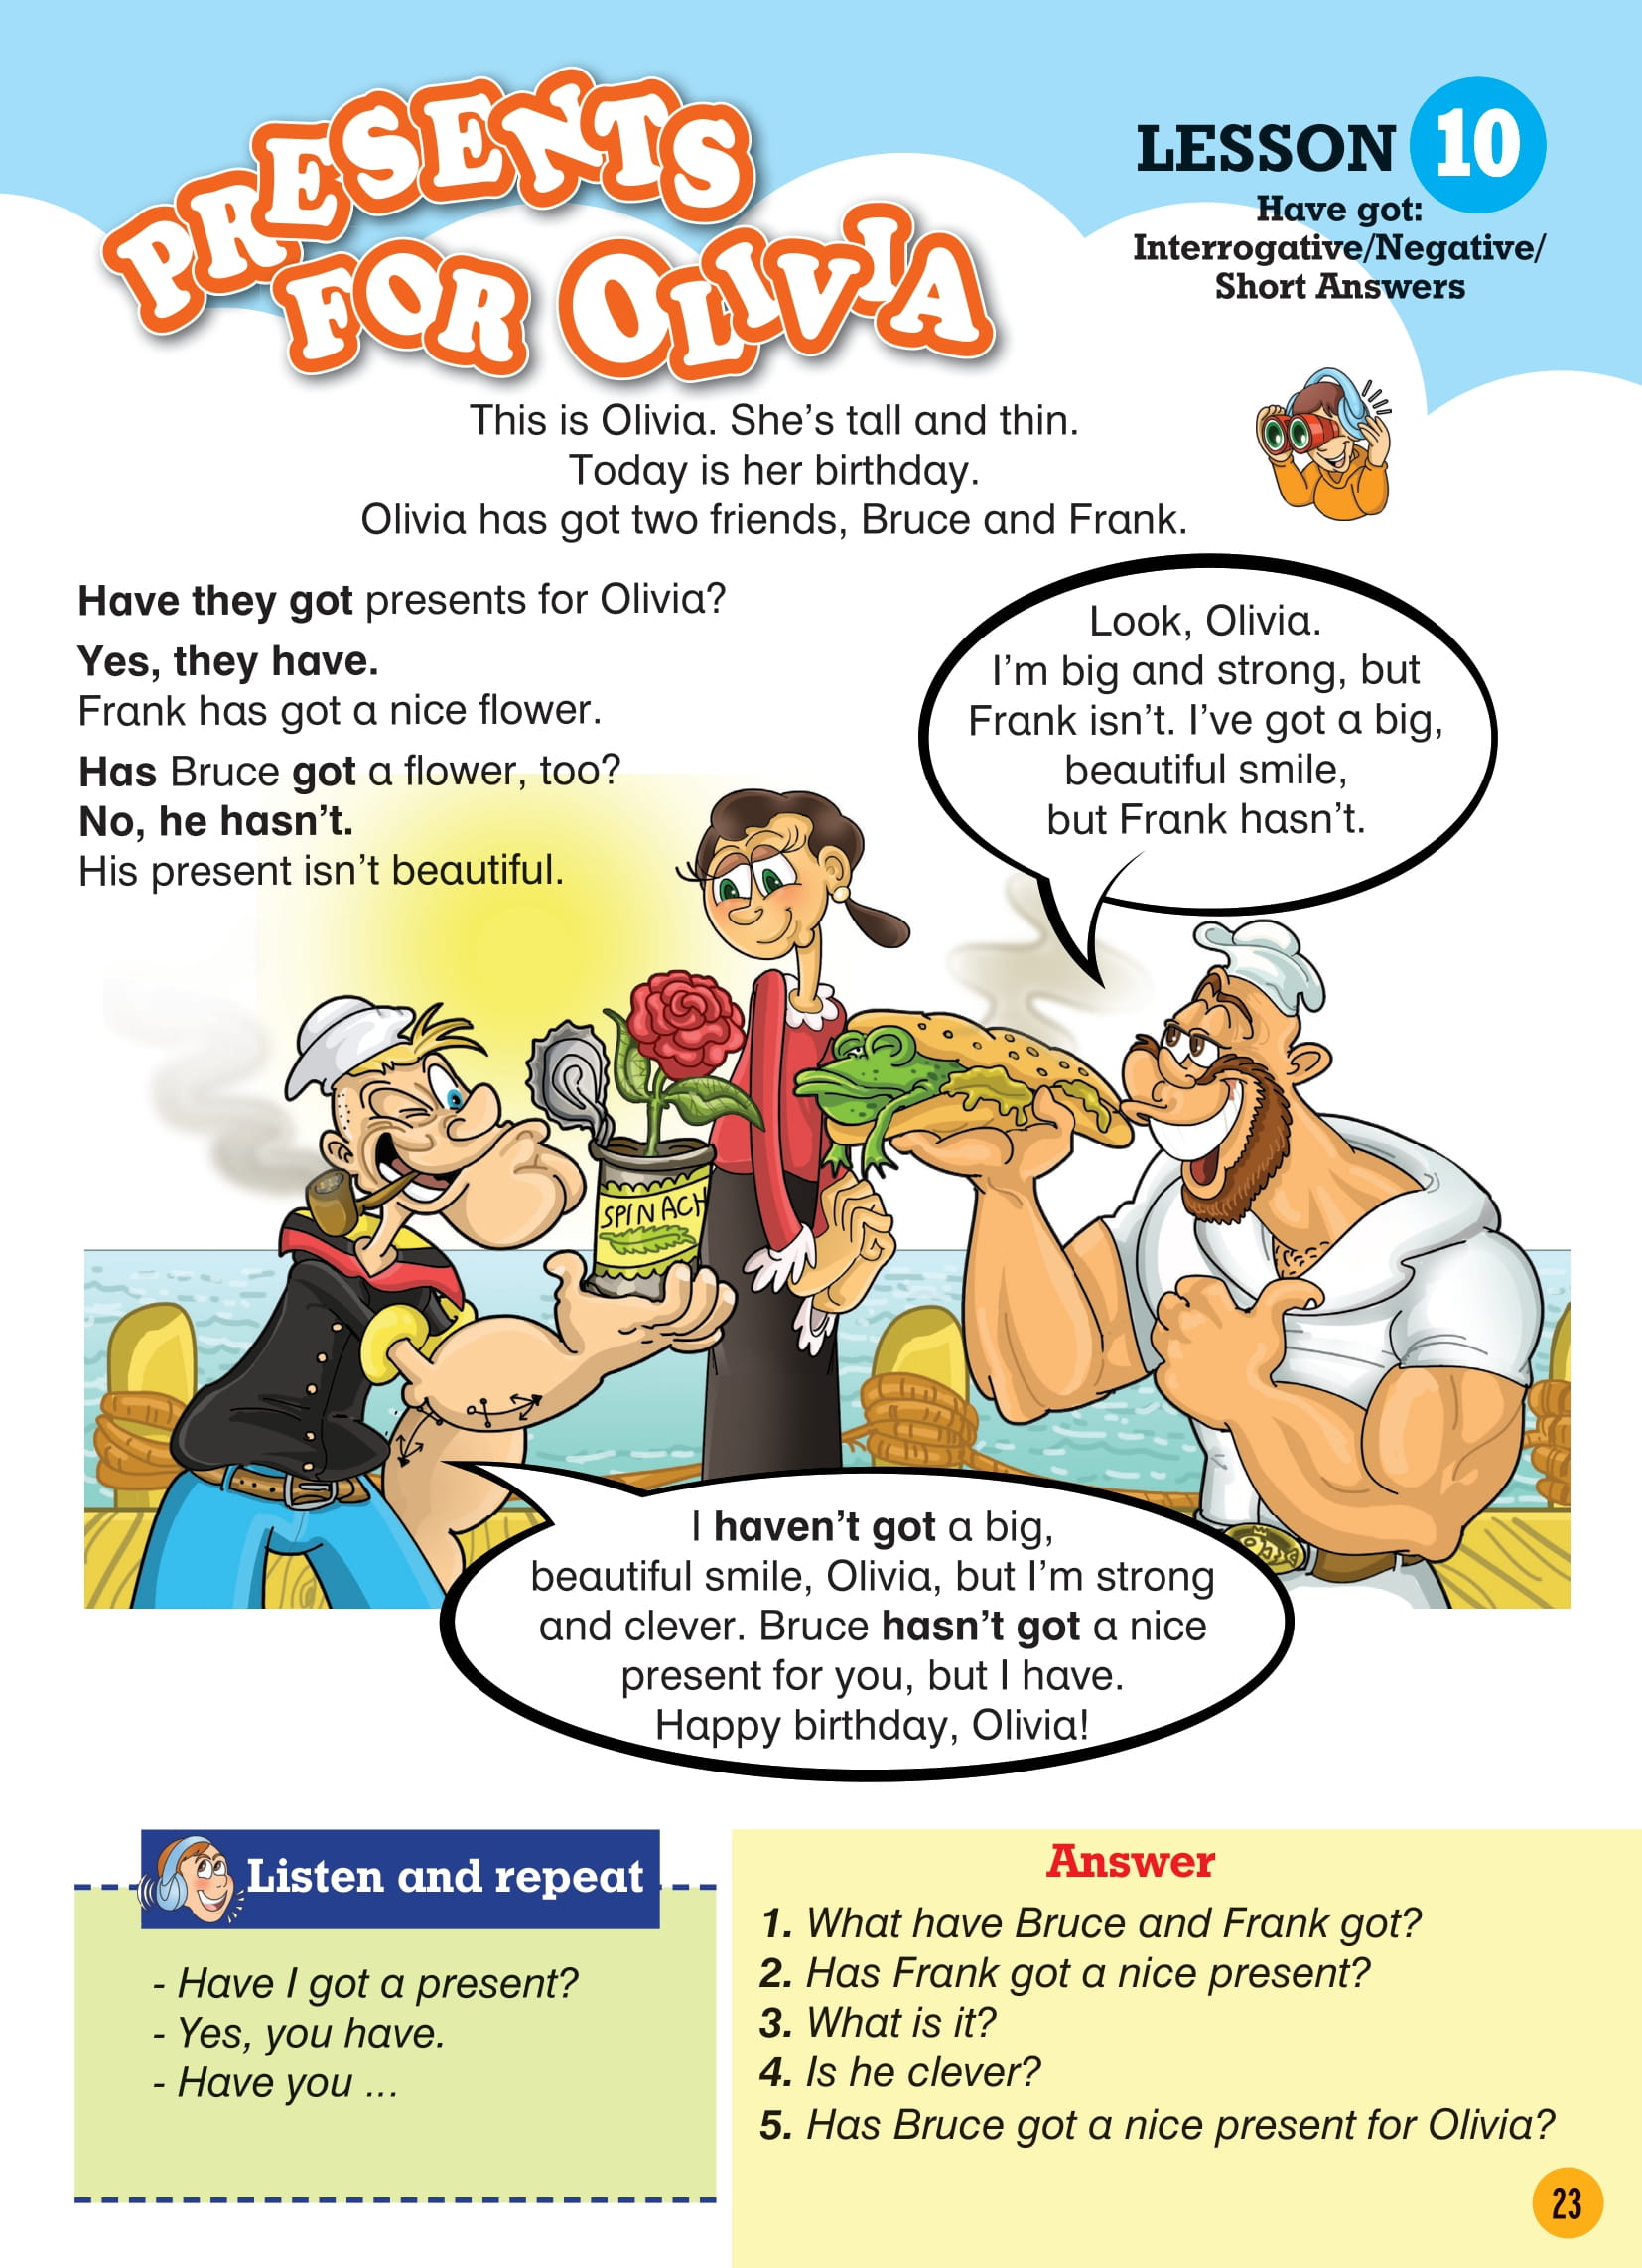 PRESENTS
FOR OLIVIA
LESSON 10
Have got:
Interrogative/Negative/
Short Answers
This is Olivia. She's tall and thin.
Today is her birthday.
Olivia has got two friends, Bruce and Frank.
Have they got presents for Olivia?
Yes, they have.
Frank has got a nice flower.
Has Bruce got a flower, too?
No, he hasn't.
His present isn't beautiful.
Look, Olivia.
I'm big and strong, but
Frank isn't. I've got a big,
beautiful smile,
but Frank hasn't.
SPINACH
I haven't got a big,
beautiful smile, Olivia, but I'm strong
and clever. Bruce hasn't got a nice
present for you, but I have.
Happy birthday, Olivia!
Listen and repeat
- Have I got a present?
- Yes, you have.
- Have you ...
Answer
1. What have Bruce and Frank got?
2. Has Frank got a nice present?
3. What is it?
4. Is he clever?
5. Has Bruce got a nice present for Olivia?
23